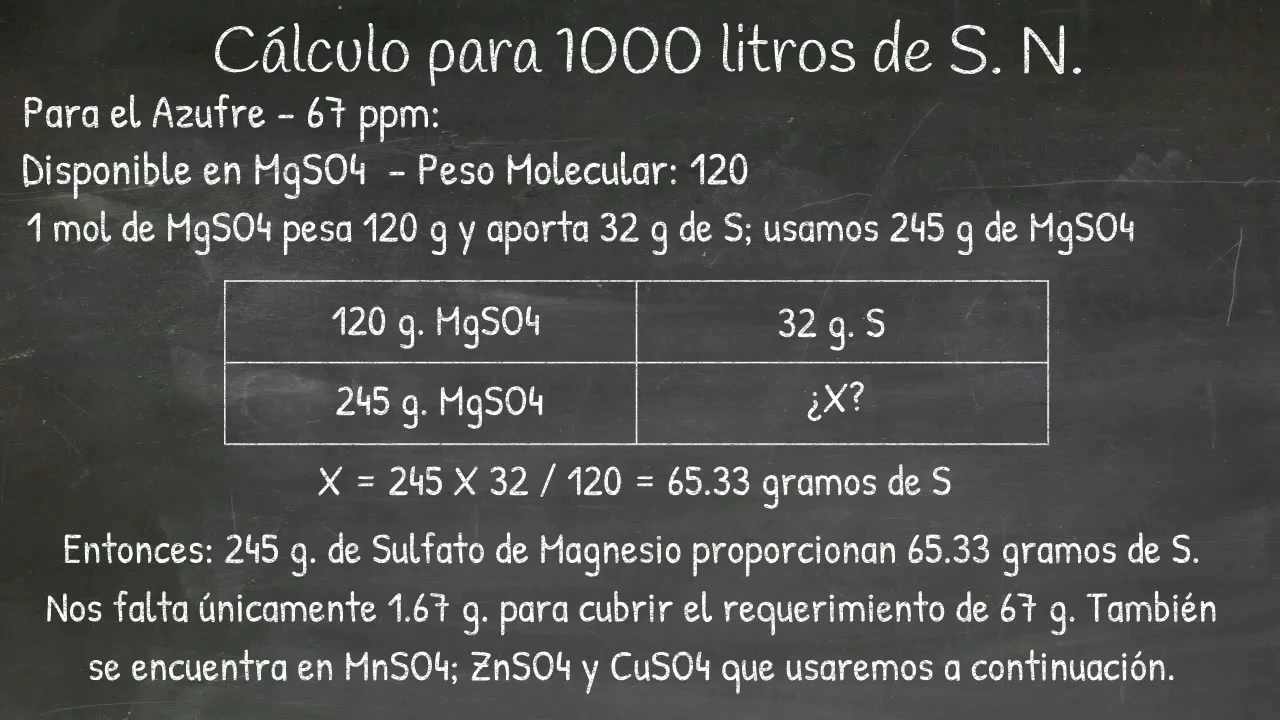 Cálculo para 1000 litros de S. N.
Para el Azufre - 67 ppm:
Disponible en MgSO4 - Peso Molecular: 120
1 mol de MgSO4 pesa 120 g y aporta 32 g de S; usamos 245 g de MgSO4
120 g. MgSO4 32 g. S
245 g. MgSO4 ¿X?
X = 245 X 32 / 120 = 65.33 gramos de S
Entonces: 245 g. de Sulfato de Magnesio proporcionan 65.33 gramos de S.
Nos falta únicamente 1.67 g. para cubrir el requerimiento de 67 g. También
se encuentra en MnSO4; ZnSO4 y CuSO4 que usaremos a continuación.